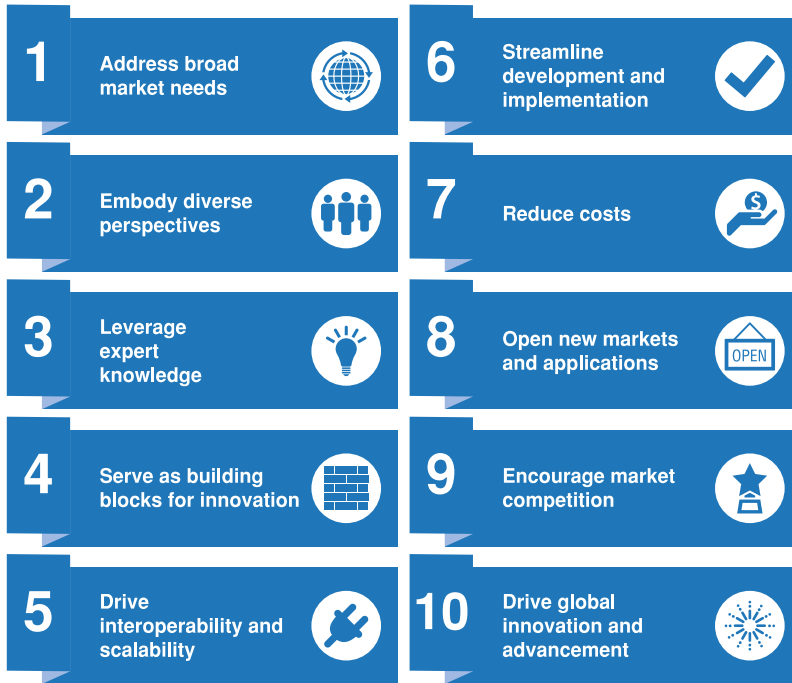 1
Address broad
market needs
2
Embody diverse
perspectives
3
Leverage
expert
knowledge
4
Serve as building
blocks for innovation
5
Drive
interoperability and
scalability
6
Streamline
development and
implementation
7
Reduce costs
$
8
Open new markets
and applications
OPEN
9
Encourage market
competition
10
Drive global
innovation and
advancement